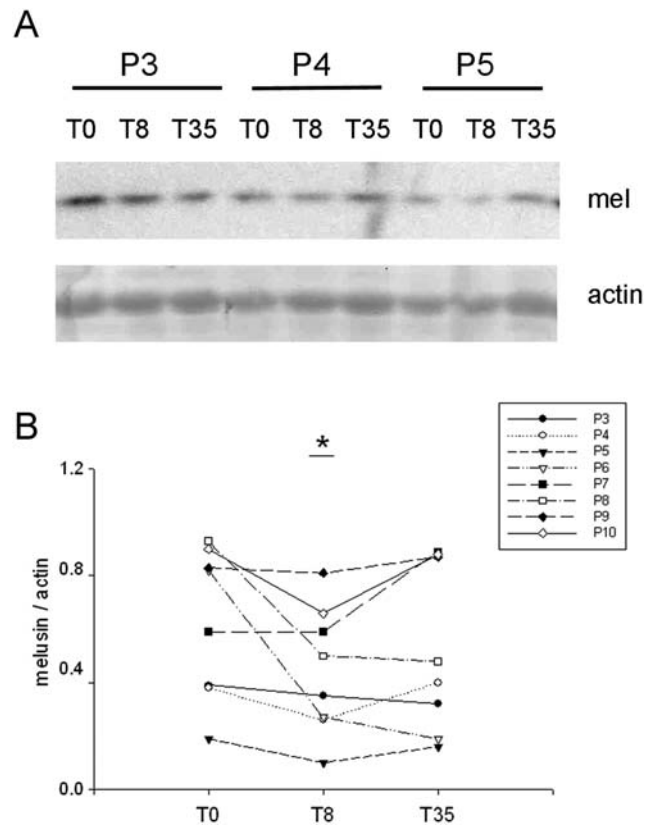 A
P3 P4 P5
T0 T8 T35 T0 T8 T35 T0 T8 T35
mel
actin
B
*
P3
P4
P5
P6
P7
P8
P9
P10
1.2
0.8
0.4
0.0
melusin / actin
T0 T8 T35